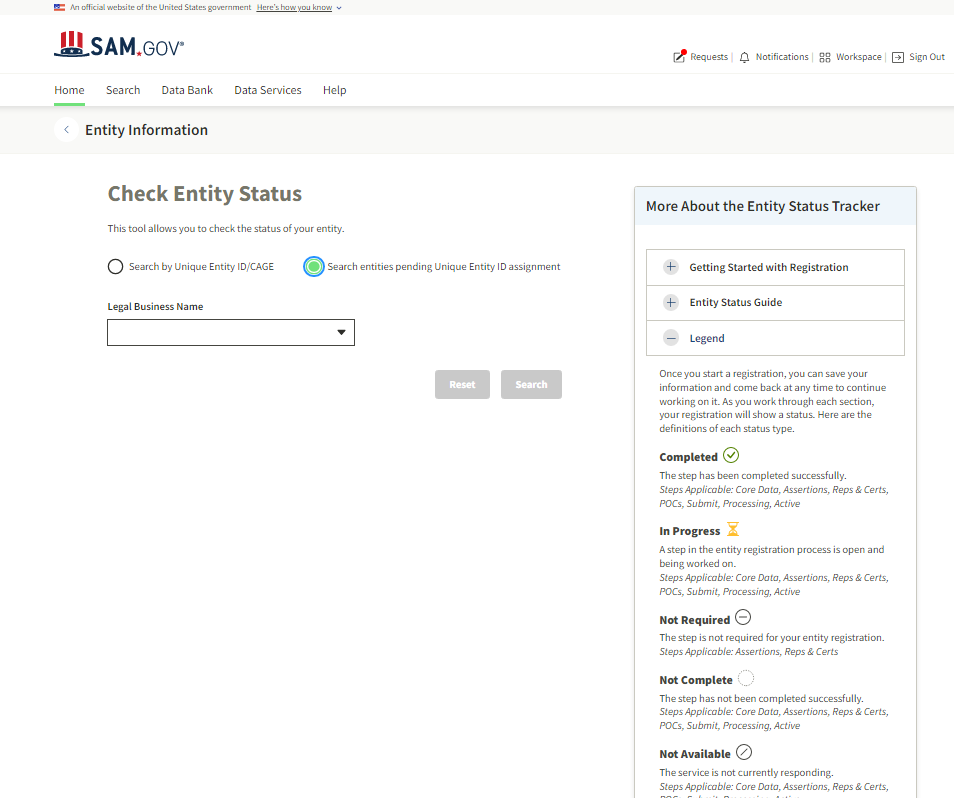 An official website of the United States government Here's how you know
SAM.GOV®
Requests | Notifications | Workspace | Sign Out
Home Search Data Bank Data Services Help
Entity Information
Check Entity Status
This tool allows you to check the status of your entity.
Search by Unique Entity ID/CAGE Search entities pending Unique Entity ID assignment
Legal Business Name
Reset Search
More About the Entity Status Tracker
Getting Started with Registration
Entity Status Guide
Legend
Once you start a registration, you can save your
information and come back at any time to continue
working on it. As you work through each section,
your registration will show a status. Here are the
definitions of each status type.
Completed
The step has been completed successfully.
Steps Applicable: Core Data, Assertions, Reps & Certs,
POCs, Submit, Processing, Active
In Progress
A step in the entity registration process is open and
being worked on.
Steps Applicable: Core Data, Assertions, Reps & Certs,
POCs, Submit, Processing, Active
Not Required
The step is not required for your entity registration.
Steps Applicable: Assertions, Reps & Certs
Not Complete
The step has not been completed successfully.
Steps Applicable: Core Data, Assertions, Reps & Certs,
POCs, Submit, Processing, Active
Not Available
The service is not currently responding.
Steps Applicable: Core Data, Assertions, Reps & Certs,